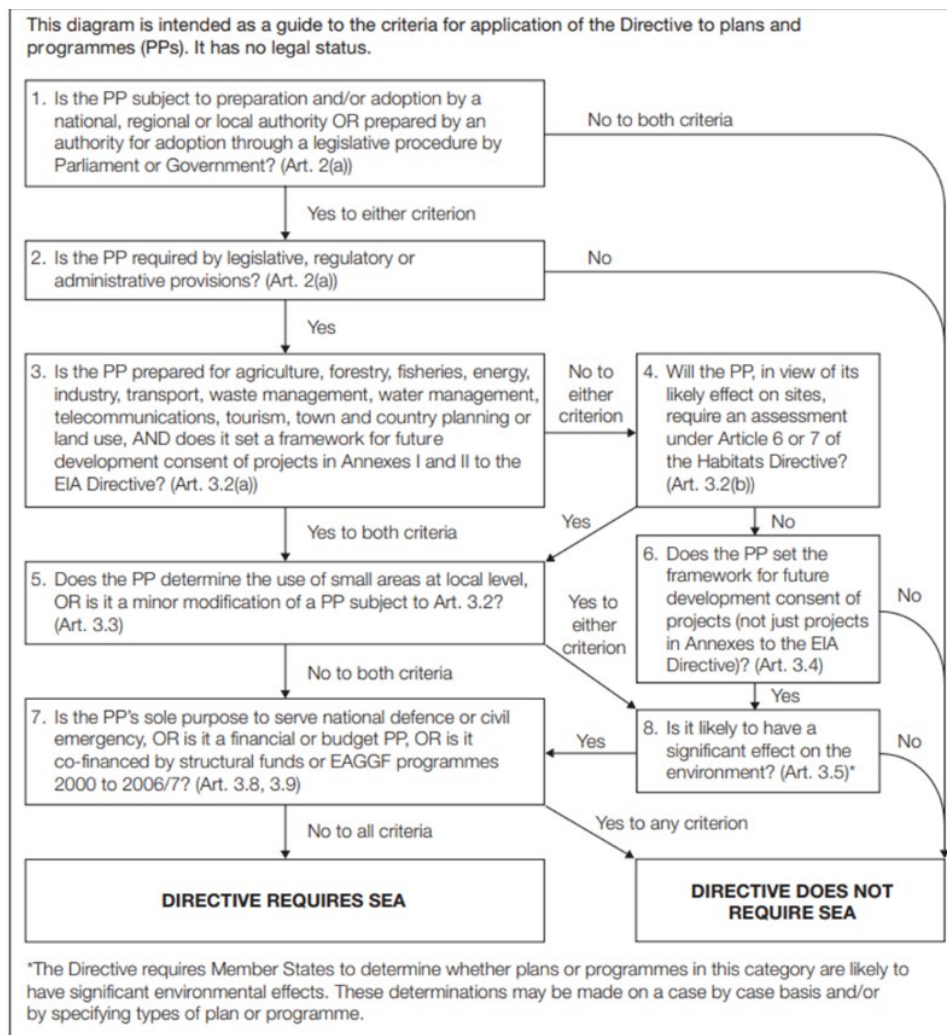 This diagram is intended as a guide to the criteria for application of the Directive to plans and
programmes (PPs). It has no legal status.
1. Is the PP subject to preparation and/or adoption by a
national, regional or local authority OR prepared by an
authority for adoption through a legislative procedure by
Parliament or Government? (Art. 2(a))
No to both criteria
Yes to either criterion
2. Is the PP required by legislative, regulatory or
administrative provisions? (Art. 2(a))
No
Yes
3. Is the PP prepared for agriculture, forestry, fisheries, energy,
industry, transport, waste management, water management,
telecommunications, tourism, town and country planning or
land use, AND does it set a framework for future
development consent of projects in Annexes I and II to the
EIA Directive? (Art. 3.2(a))
No to
either
criterion
4. Will the PP, in view of its
likely effect on sites,
require an assessment
under Article 6 or 7 of
the Habitats Directive?
(Art. 3.2(b))
Yes to both criteria
Yes
No
5. Does the PP determine the use of small areas at local level,
OR is it a minor modification of a PP subject to Art. 3.2?
(Art. 3.3)
Yes to
either
criterion
6. Does the PP set the
framework for future
development consent of
projects (not just projects
in Annexes to the EIA
Directive)? (Art. 3.4)
No
No to both criteria
Yes
7. Is the PP's sole purpose to serve national defence or civil
emergency, OR is it a financial or budget PP, OR is it
co-financed by structural funds or EAGGF programmes
2000 to 2006/7? (Art. 3.8, 3.9)
Yes
8. Is it likely to have a
significant effect on the
environment? (Art. 3.5)*
No
No to all criteria
Yes to any criterion
DIRECTIVE REQUIRES SEA
DIRECTIVE DOES NOT
REQUIRE SEA
*The Directive requires Member States to determine whether plans or programmes in this category are likely to
have significant environmental effects. These determinations may be made on a case by case basis and/or
by specifying types of plan or programme.